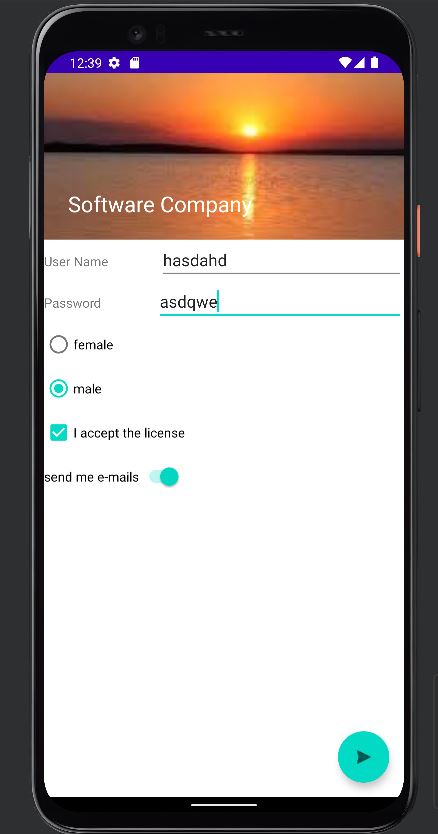 12:39
Software Company
User Name hasdahd
Password asdqwe
female
male
I accept the license
send me e-mails